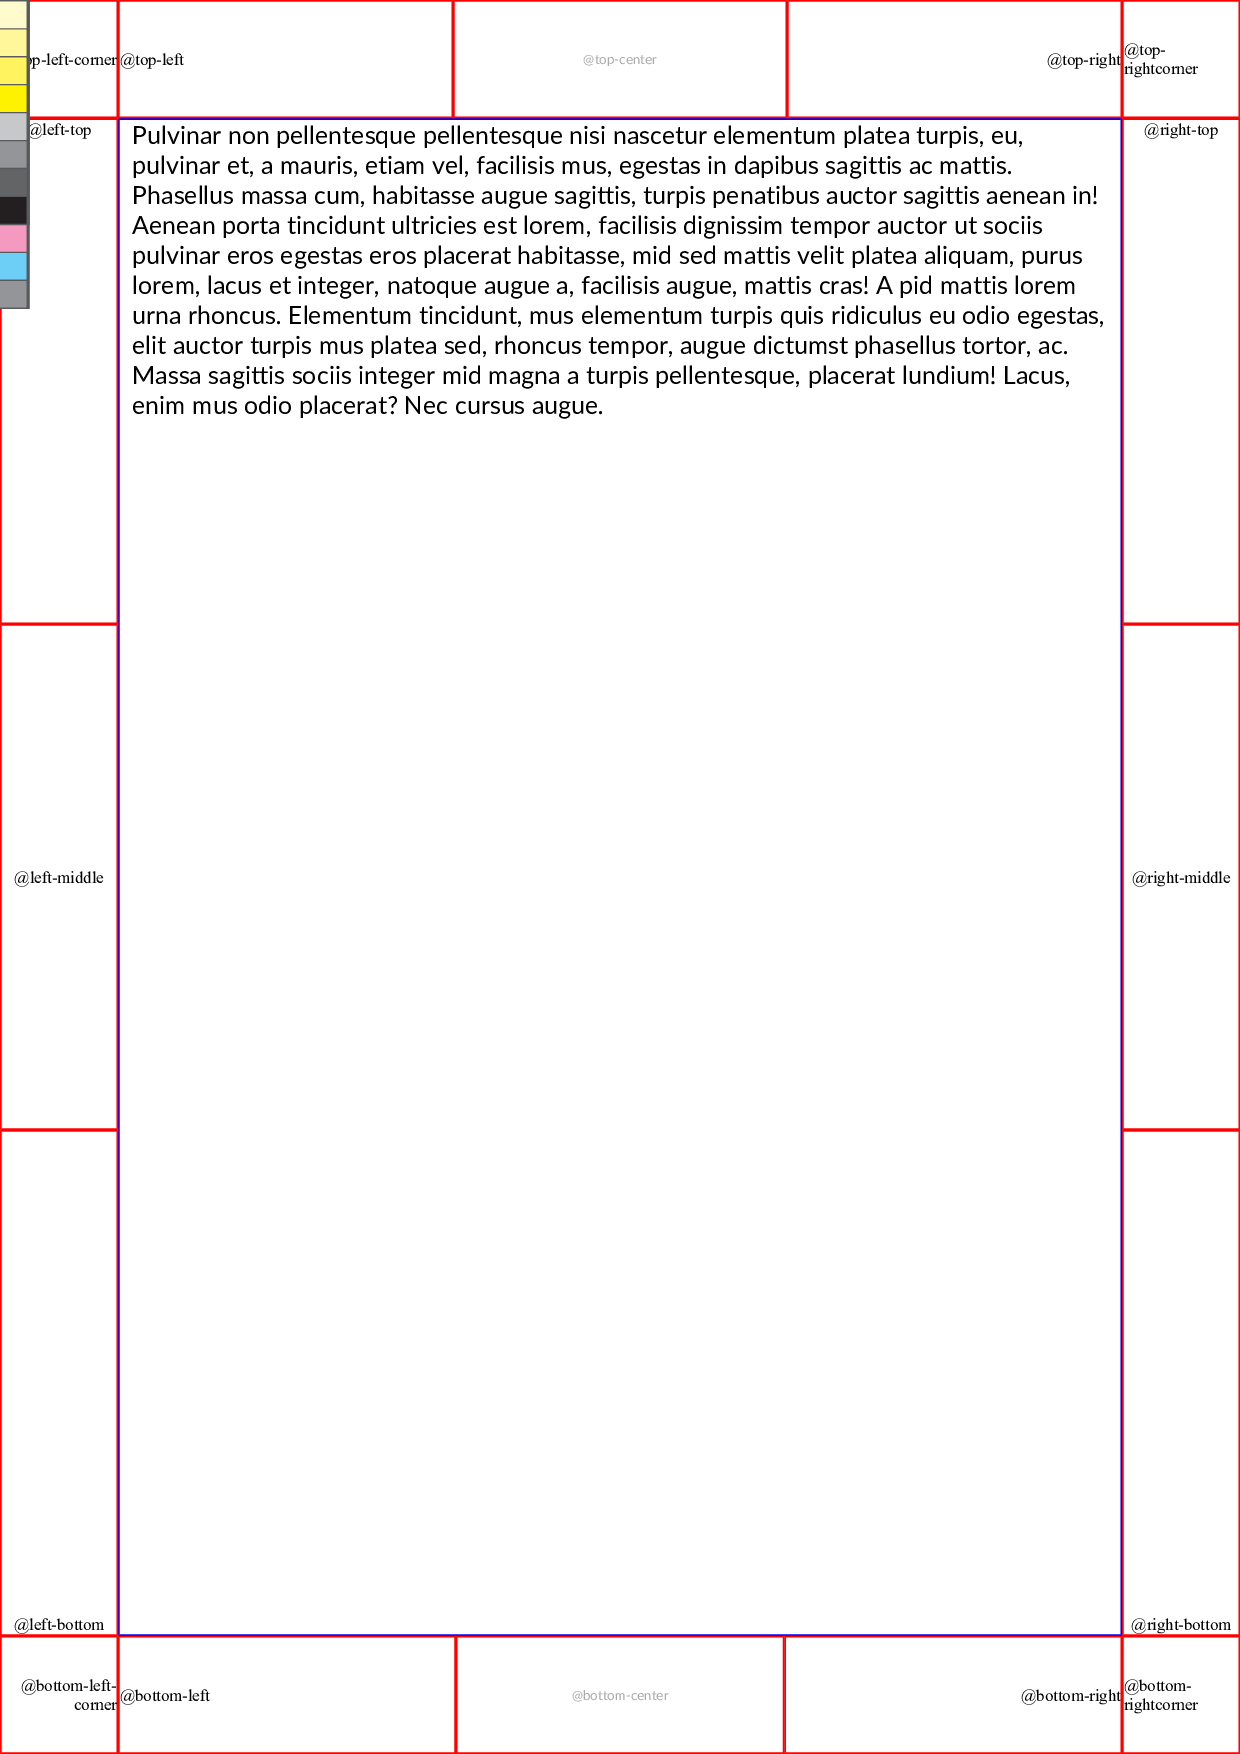 op-left-corner @top-left @top-center @top-right @top-
rightcorner
@left-top @right-top
Pulvinar non pellentesque pellentesque nisi nascetur elementum platea turpis, eu,
pulvinar et, a mauris, etiam vel, facilisis mus, egestas in dapibus sagittis ac mattis.
Phasellus massa cum, habitasse augue sagittis, turpis penatibus auctor sagittis aenean in!
Aenean porta tincidunt ultricies est lorem, facilisis dignissim tempor auctor ut sociis
pulvinar eros egestas eros placerat habitasse, mid sed mattis velit platea aliquam, purus
lorem, lacus et integer, natoque augue a, facilisis augue, mattis cras! A pid mattis lorem
urna rhoncus. Elementum tincidunt, mus elementum turpis quis ridiculus eu odio egestas,
elit auctor turpis mus platea sed, rhoncus tempor, augue dictumst phasellus tortor, ac.
Massa sagittis sociis integer mid magna a turpis pellentesque, placerat lundium! Lacus,
enim mus odio placerat? Nec cursus augue.
@left-middle @right-middle
@left-bottom @right-bottom
@bottom-left-
corner @bottom-left @bottom-center @bottom-right @bottom-
rightcorner